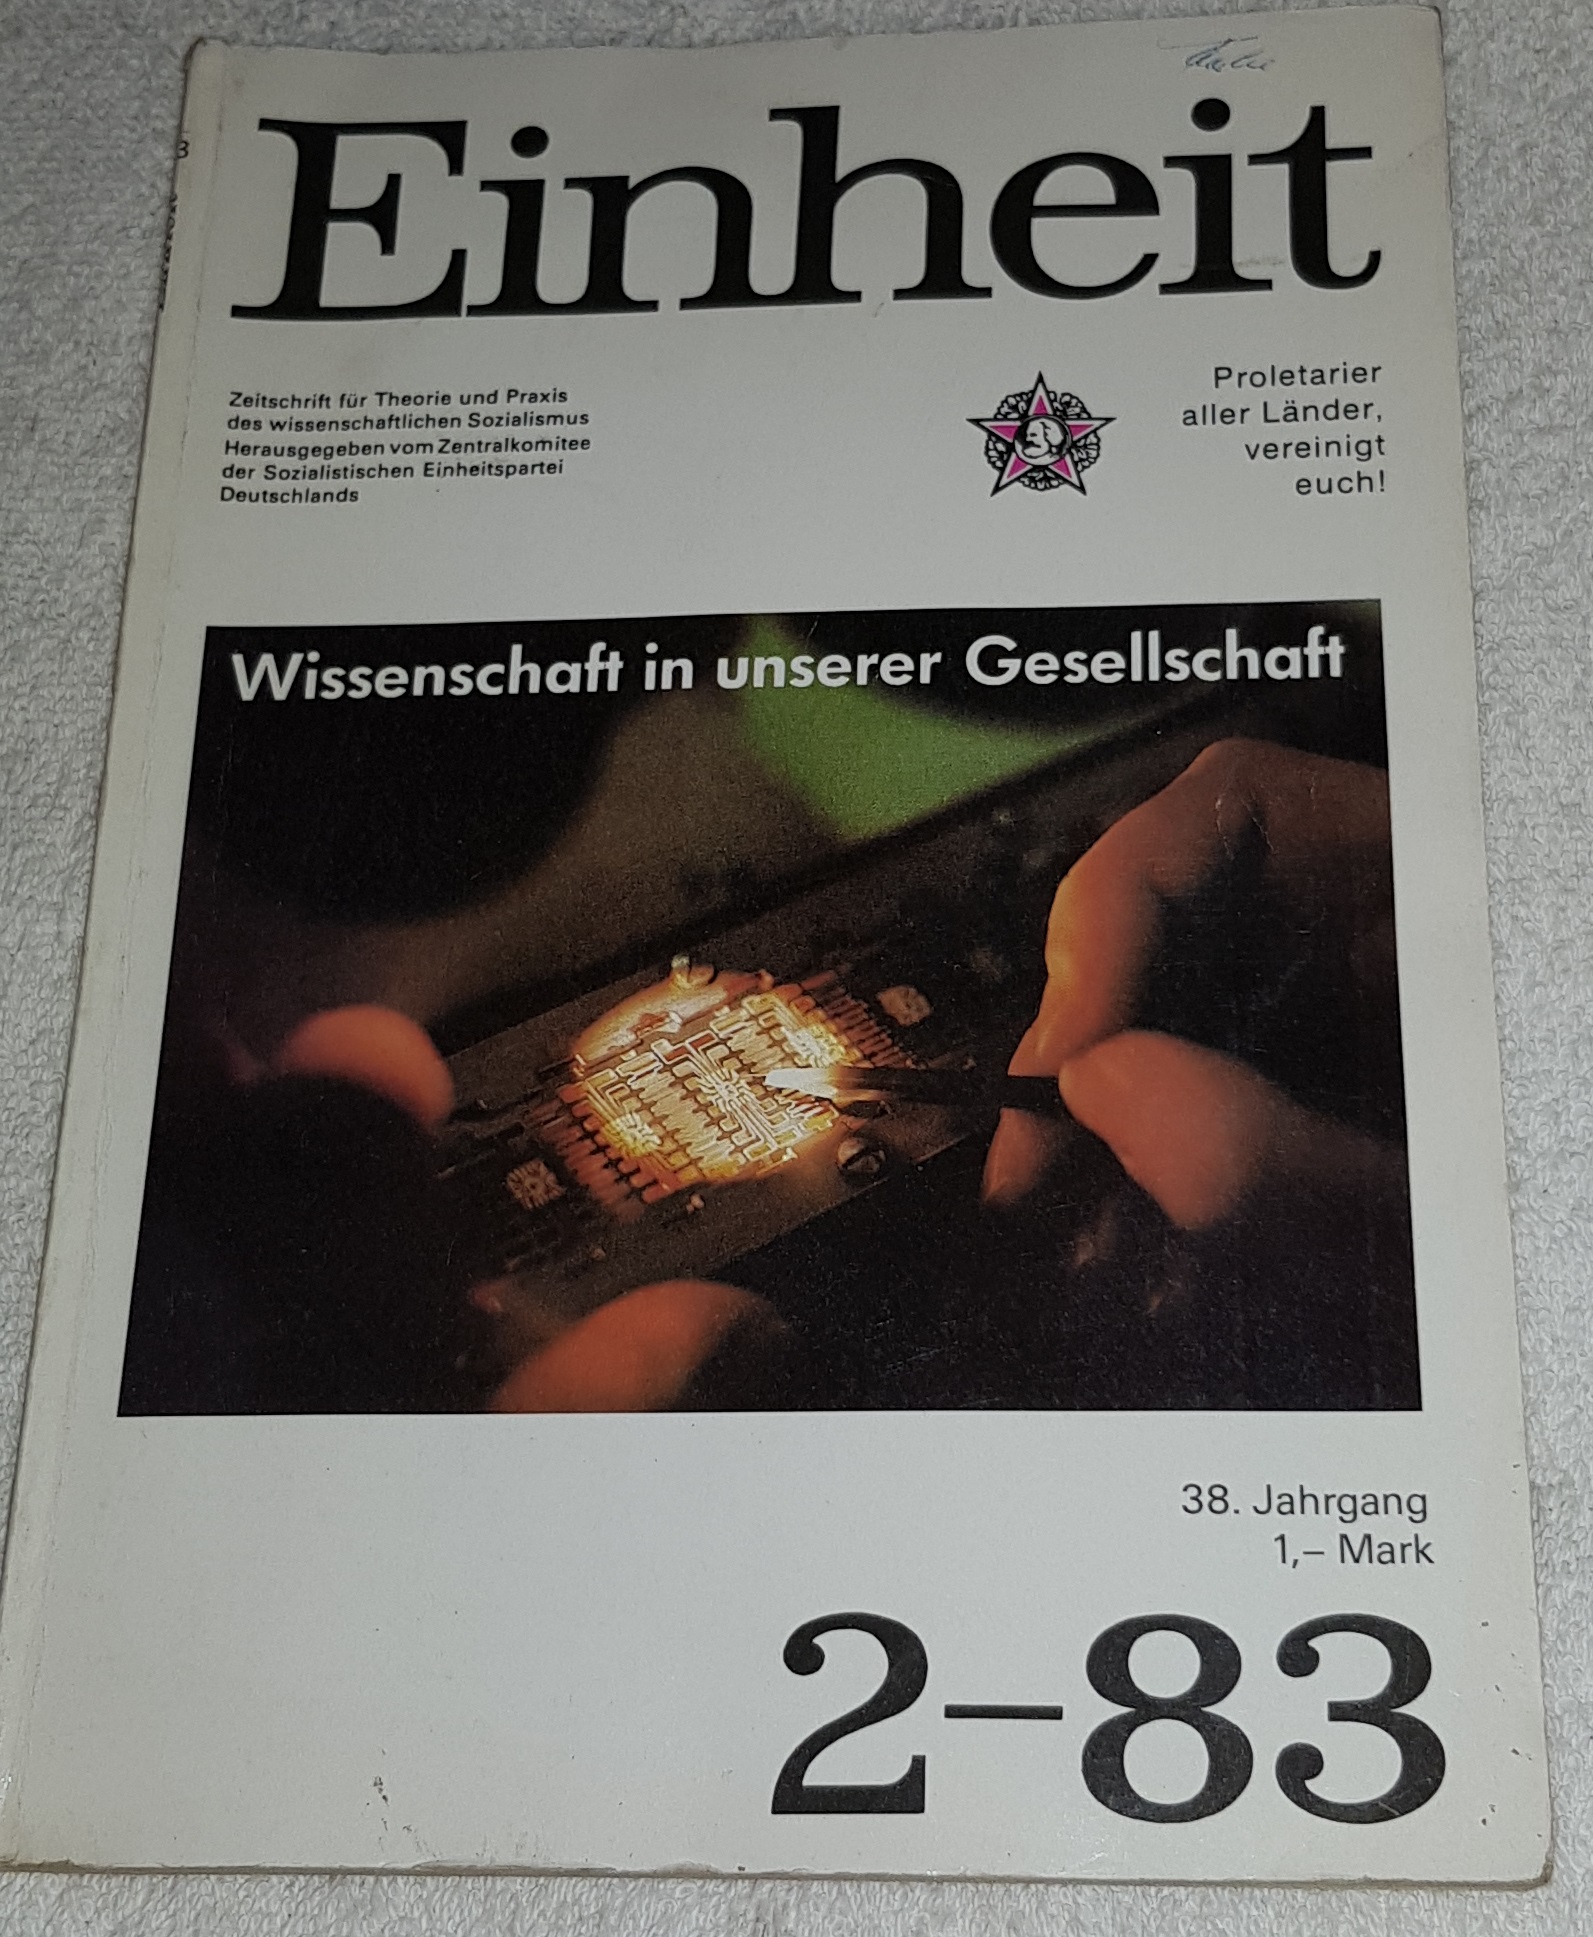 Einheit
Zeitschrift für Theorie und Praxis
des wissenschaftlichen Sozialismus
Herausgegeben vom Zentralkomitee
der Sozialistischen Einheitspartei
Deutschlands
Proletarier
aller Länder,
vereinigt
euch!
Wissenschaft in unserer Gesellschaft
38. Jahrgang
1,– Mark
2–83